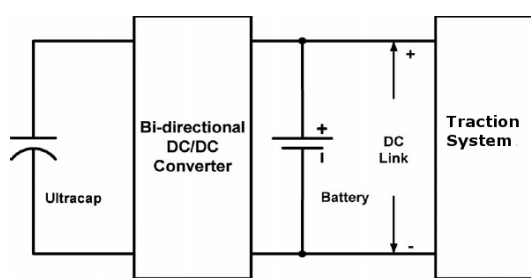 Ultracap
Bi-directional
DC/DC
Converter
+
Battery
+
DC
Link
-
Traction
System